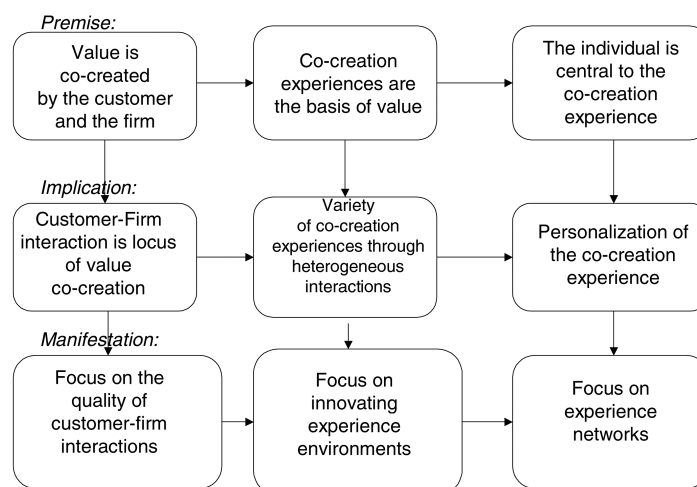 Premise:
Value is
co-created
by the customer
and the firm
Co-creation
experiences are
the basis of value
The individual is
central to the
co-creation
experience
Implication:
Customer-Firm
interaction is locus
of value
co-creation
Variety
of co-creation
experiences through
heterogeneous
interactions
Personalization of
the co-creation
experience
Manifestation:
Focus on the
quality of
customer-firm
interactions
Focus on
innovating
experience
environments
Focus on
experience
networks